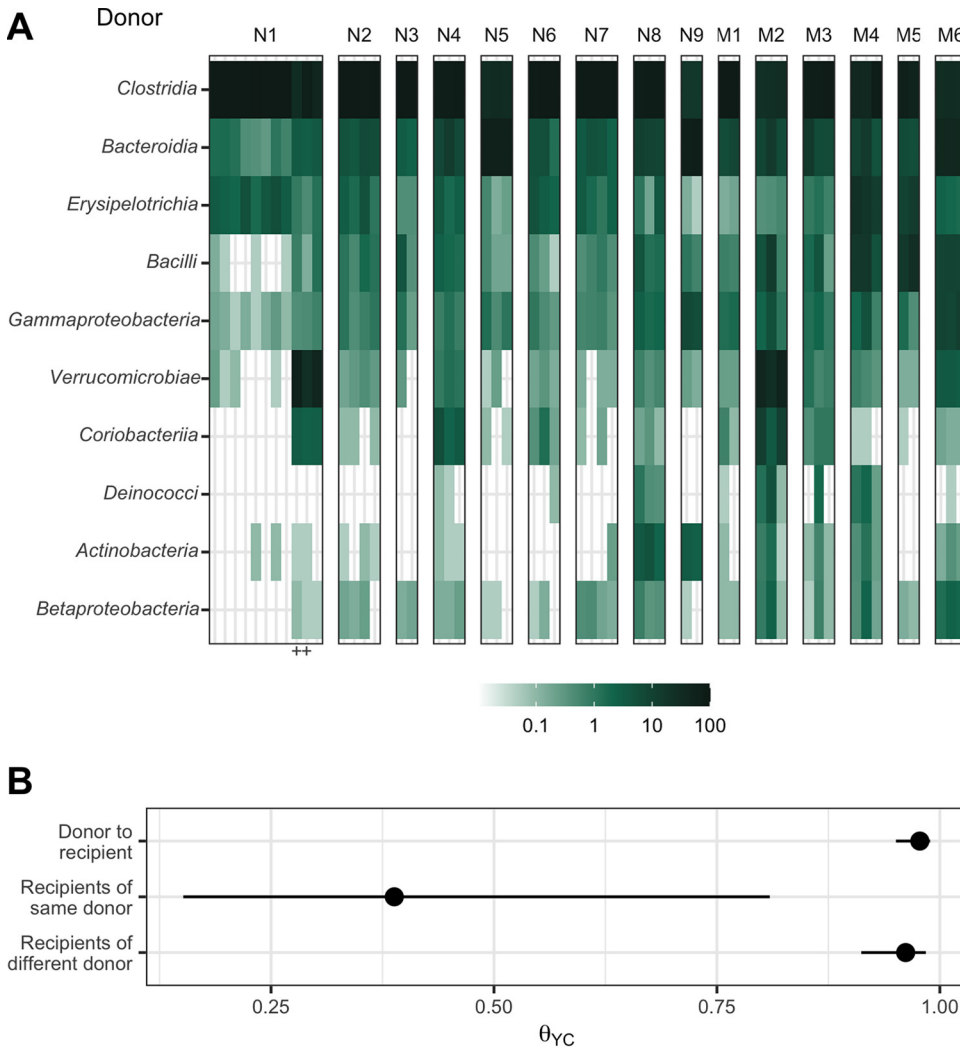 A
Donor
N1 N2 N3 N4 N5 N6 N7 N8 N9 M1 M2 M3 M4 M5 M6
Clostridia
Bacteroidia
Erysipelotrichia
Bacilli
Gammaproteobacteria
Verrucomicrobiae
Coriobacteriia
Deinococci
Actinobacteria
Betaproteobacteria
++
0.1 1 10 100
B
Donor to
recipient
Recipients of
same donor
Recipients of
different donor
0.25 0.50 0.75 1.00
θYC